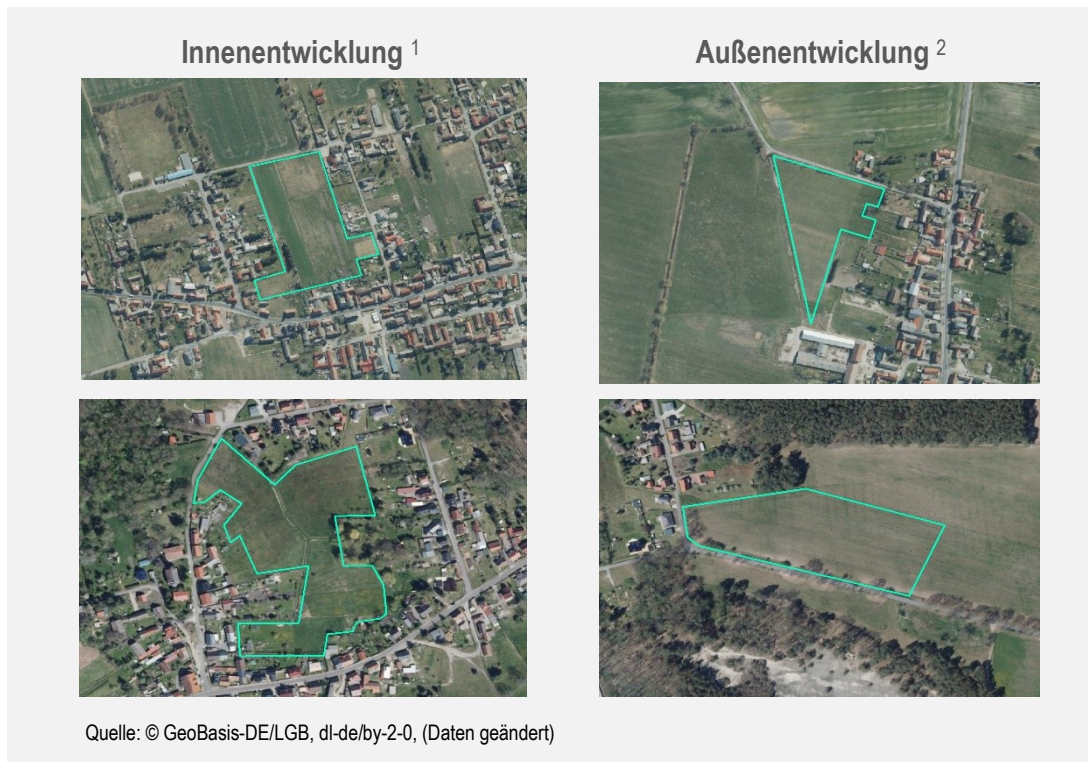 Innenentwicklung ¹
Außenentwicklung ²
Quelle: © GeoBasis-DE/LGB, dl-de/by-2-0, (Daten geändert)